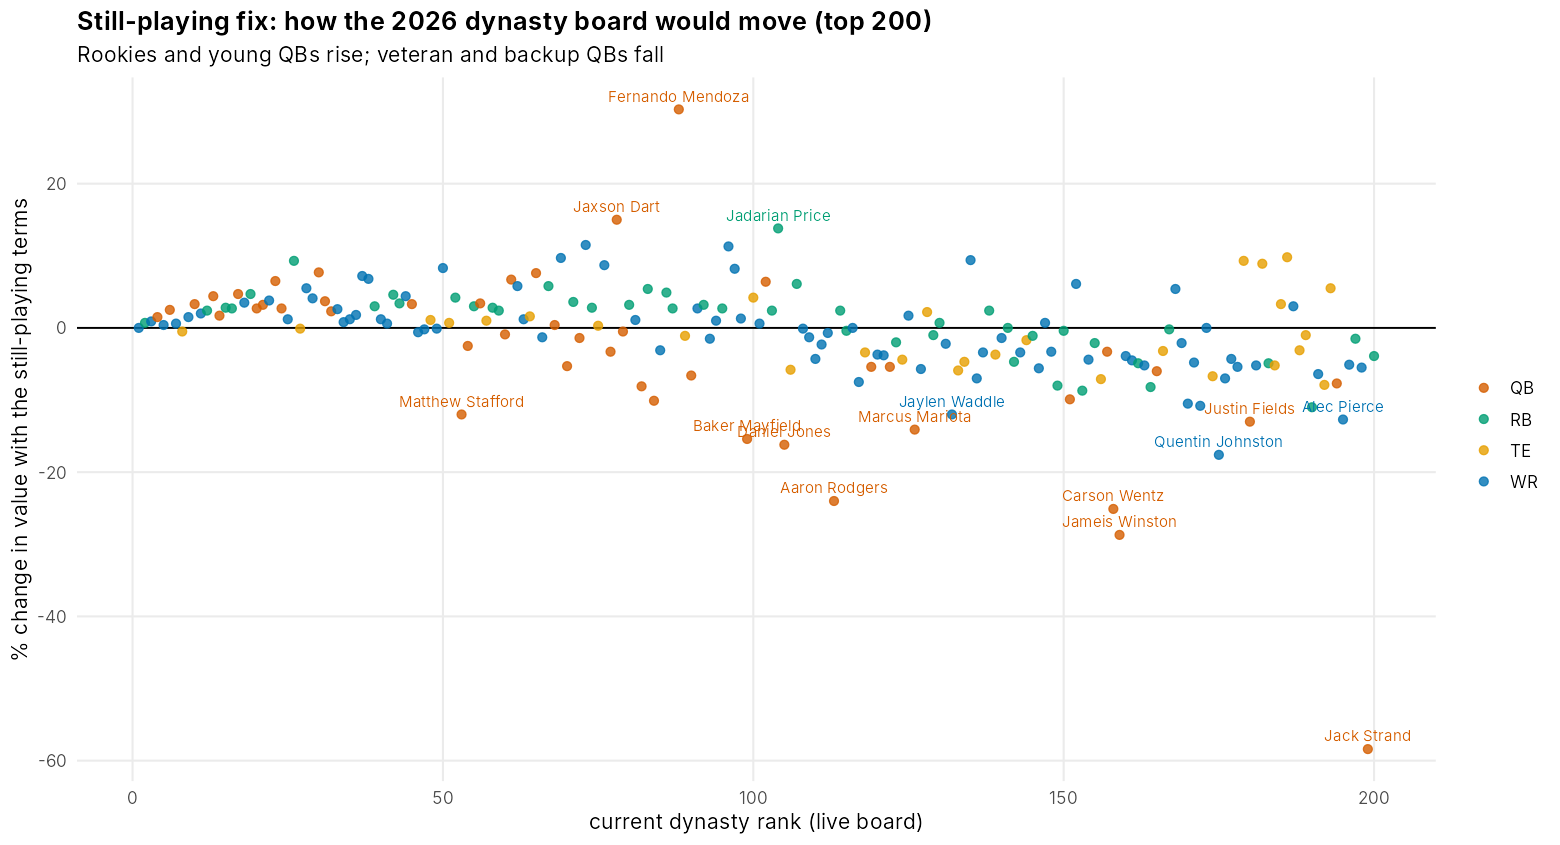 Still-playing fix: how the 2026 dynasty board would move (top 200)
Rookies and young QBs rise; veteran and backup QBs fall
% change in value with the still-playing terms
20
0
-20
-40
-60
Fernando Mendoza
Jaxson Dart
Jadarian Price
Matthew Stafford
Jaylen Waddle
Justin Fields
Alec Pierce
Marcus Mariota
Baker Mayfield
Daniel Jones
Quentin Johnston
Aaron Rodgers
Carson Wentz
Jameis Winston
Jack Strand
QB
RB
TE
WR
0
50
100
150
200
current dynasty rank (live board)